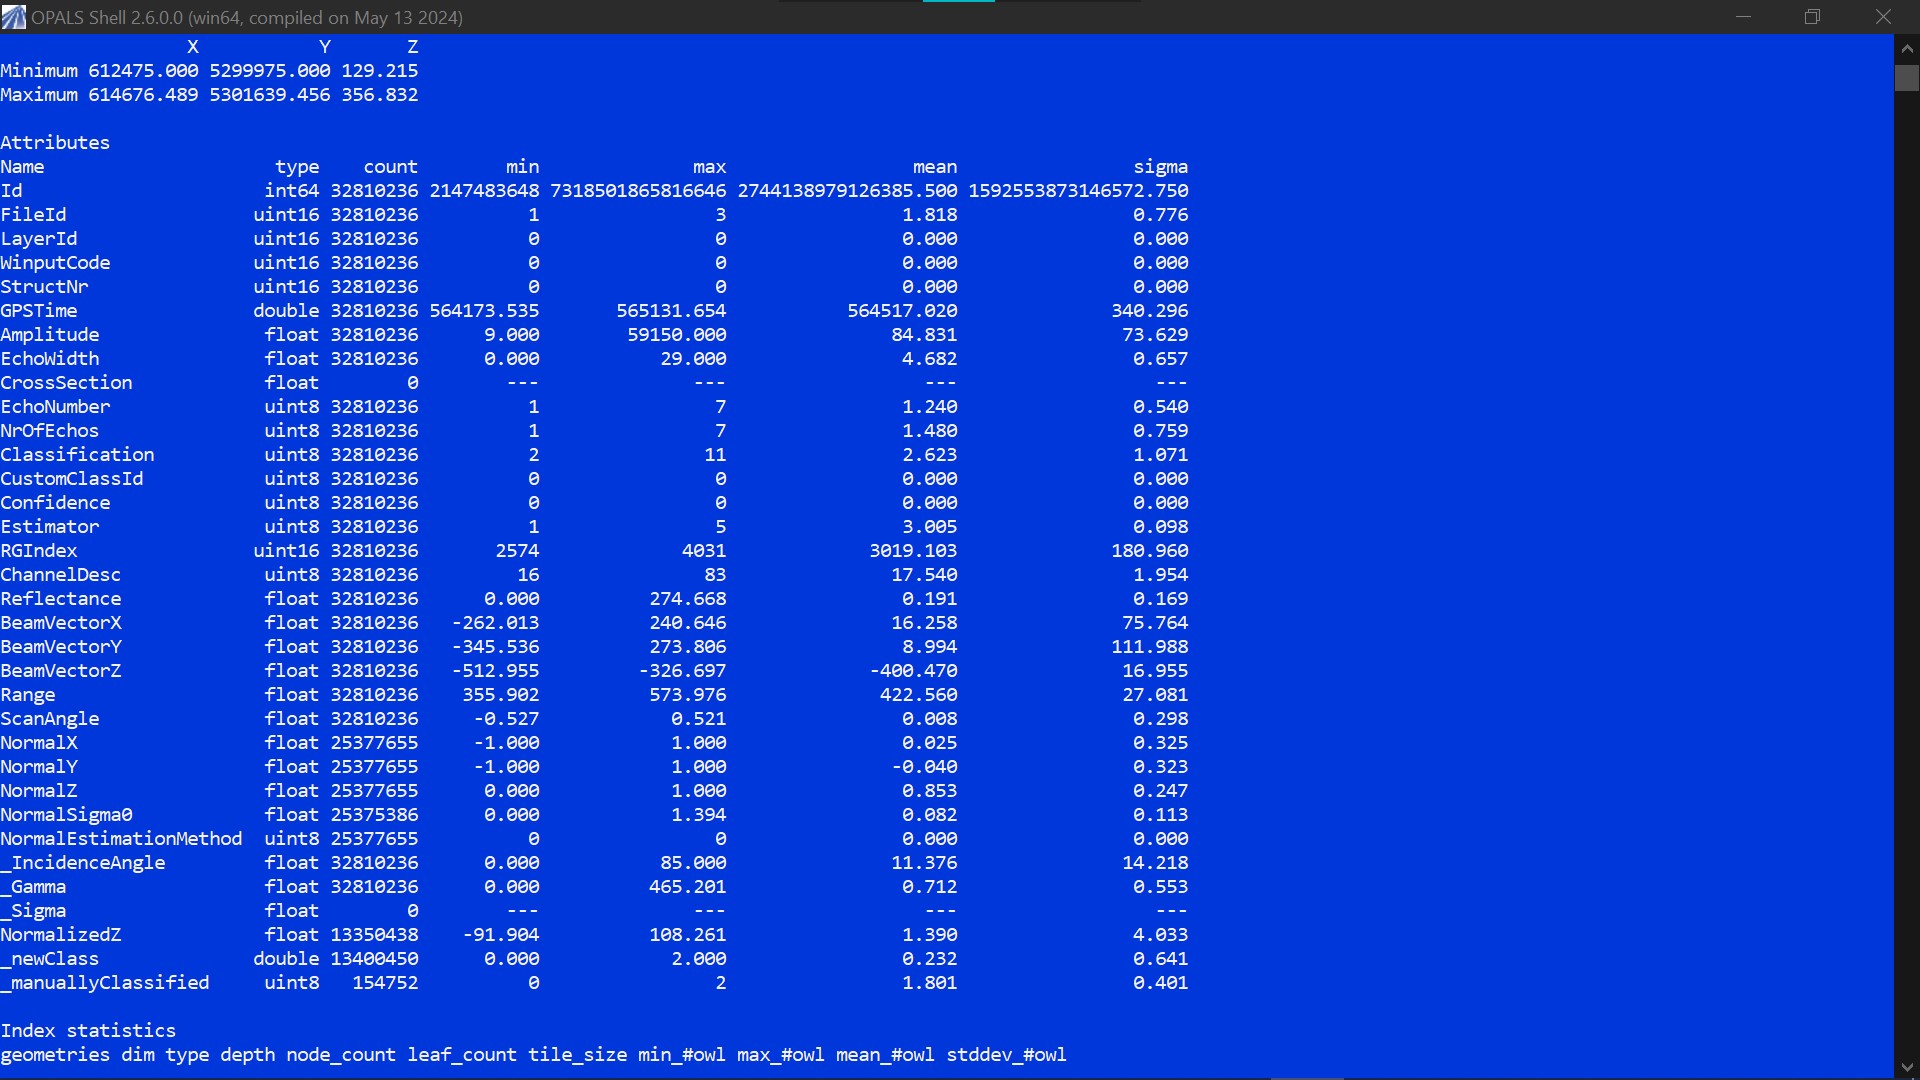 OPALS Shell 2.6.0.0 (win64, compiled on May 13 2024)
X Y Z
Minimum 612475.000 5299975.000 129.215
Maximum 614676.489 5301639.456 356.832
Attributes
Name type count min max mean sigma
Id int64 32810236 2147483648 7318501865816646 2744138979126385.500 1592553873146572.750
FileId uint16 32810236 1 3 1.818 0.776
LayerId uint16 32810236 0 0 0.000 0.000
WinputCode uint16 32810236 0 0 0.000 0.000
StructNr uint16 32810236 0 0 0.000 0.000
GPSTime double 32810236 564173.535 565131.654 564517.020 340.296
Amplitude float 32810236 9.000 59150.000 84.831 73.629
EchoWidth float 32810236 0.000 29.000 4.682 0.657
CrossSection float 0 --- --- --- ---
EchoNumber uint8 32810236 1 7 1.240 0.540
NrOfEchos uint8 32810236 1 7 1.480 0.759
Classification uint8 32810236 2 11 2.623 1.071
CustomClassId uint8 32810236 0 0 0.000 0.000
Confidence uint8 32810236 0 0 0.000 0.000
Estimator uint8 32810236 1 5 3.005 0.098
RGIndex uint16 32810236 2574 4031 3019.103 180.960
ChannelDesc uint8 32810236 16 83 17.540 1.954
Reflectance float 32810236 0.000 274.668 0.191 0.169
BeamVectorX float 32810236 -262.013 240.646 16.258 75.764
BeamVectorY float 32810236 -345.536 273.806 8.994 111.988
BeamVectorZ float 32810236 -512.955 -326.697 -400.470 16.955
Range float 32810236 355.902 573.976 422.560 27.081
ScanAngle float 32810236 -0.527 0.521 0.008 0.298
NormalX float 25377655 -1.000 1.000 0.025 0.325
NormalY float 25377655 -1.000 1.000 -0.040 0.323
NormalZ float 25377655 0.000 1.000 0.853 0.247
NormalSigma0 float 25375386 0.000 1.394 0.082 0.113
NormalEstimationMethod uint8 25377655 0 0 0.000 0.000
_IncidenceAngle float 32810236 0.000 85.000 11.376 14.218
_Gamma float 32810236 0.000 465.201 0.712 0.553
_Sigma float 0 --- --- --- ---
NormalizedZ float 13350438 -91.904 108.261 1.390 4.033
_newClass double 13400450 0.000 2.000 0.232 0.641
_manuallyClassified uint8 154752 0 2 1.801 0.401
Index statistics
geometries dim type depth node_count leaf_count tile_size min_#owl max_#owl mean_#owl stddev_#owl